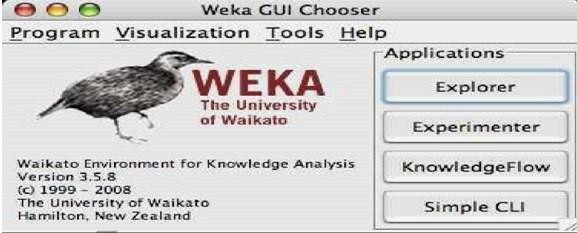 Weka GUI Chooser
Program Visualization Tools Help
WEKA
The University
of Waikato
Waikato Environment for Knowledge Analysis
Version 3.5.8
(c) 1999 - 2008
The University of Waikato
Hamilton, New Zealand
Applications
Explorer
Experimenter
KnowledgeFlow
Simple CLI